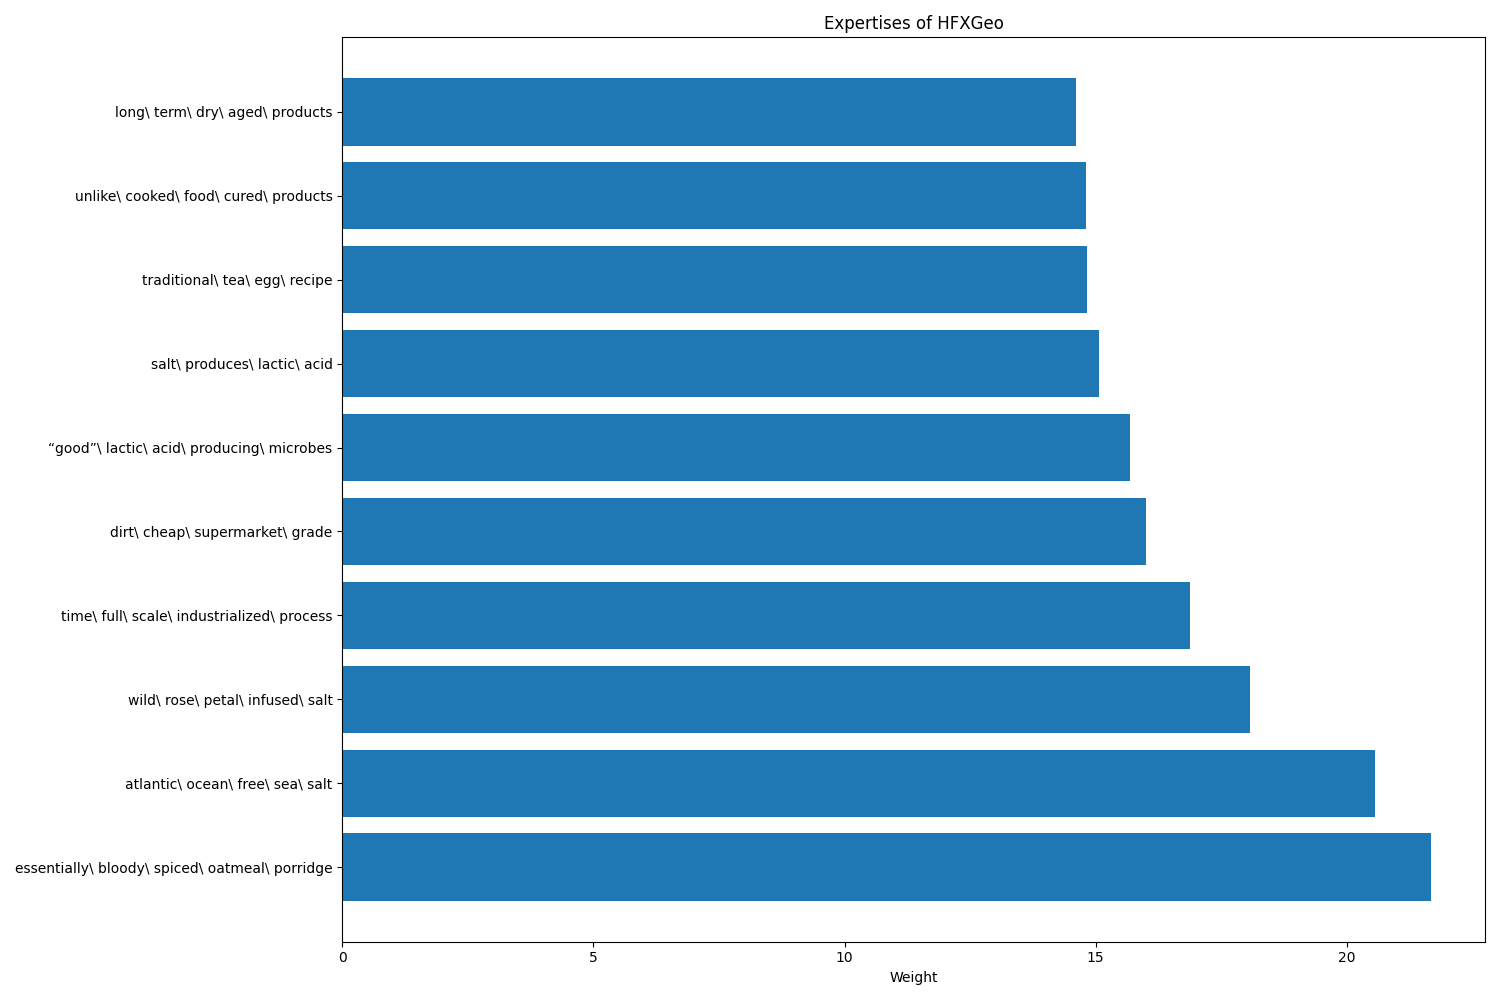 Expertises of HFXGeo
long\ term\ dry\ aged\ products
unlike\ cooked\ food\ cured\ products
traditional\ tea\ egg\ recipe
salt\ produces\ lactic\ acid
“good”\ lactic\ acid\ producing\ microbes
dirt\ cheap\ supermarket\ grade
time\ full\ scale\ industrialized\ process
wild\ rose\ petal\ infused\ salt
atlantic\ ocean\ free\ sea\ salt
essentially\ bloody\ spiced\ oatmeal\ porridge
0 5 10 15 20
Weight